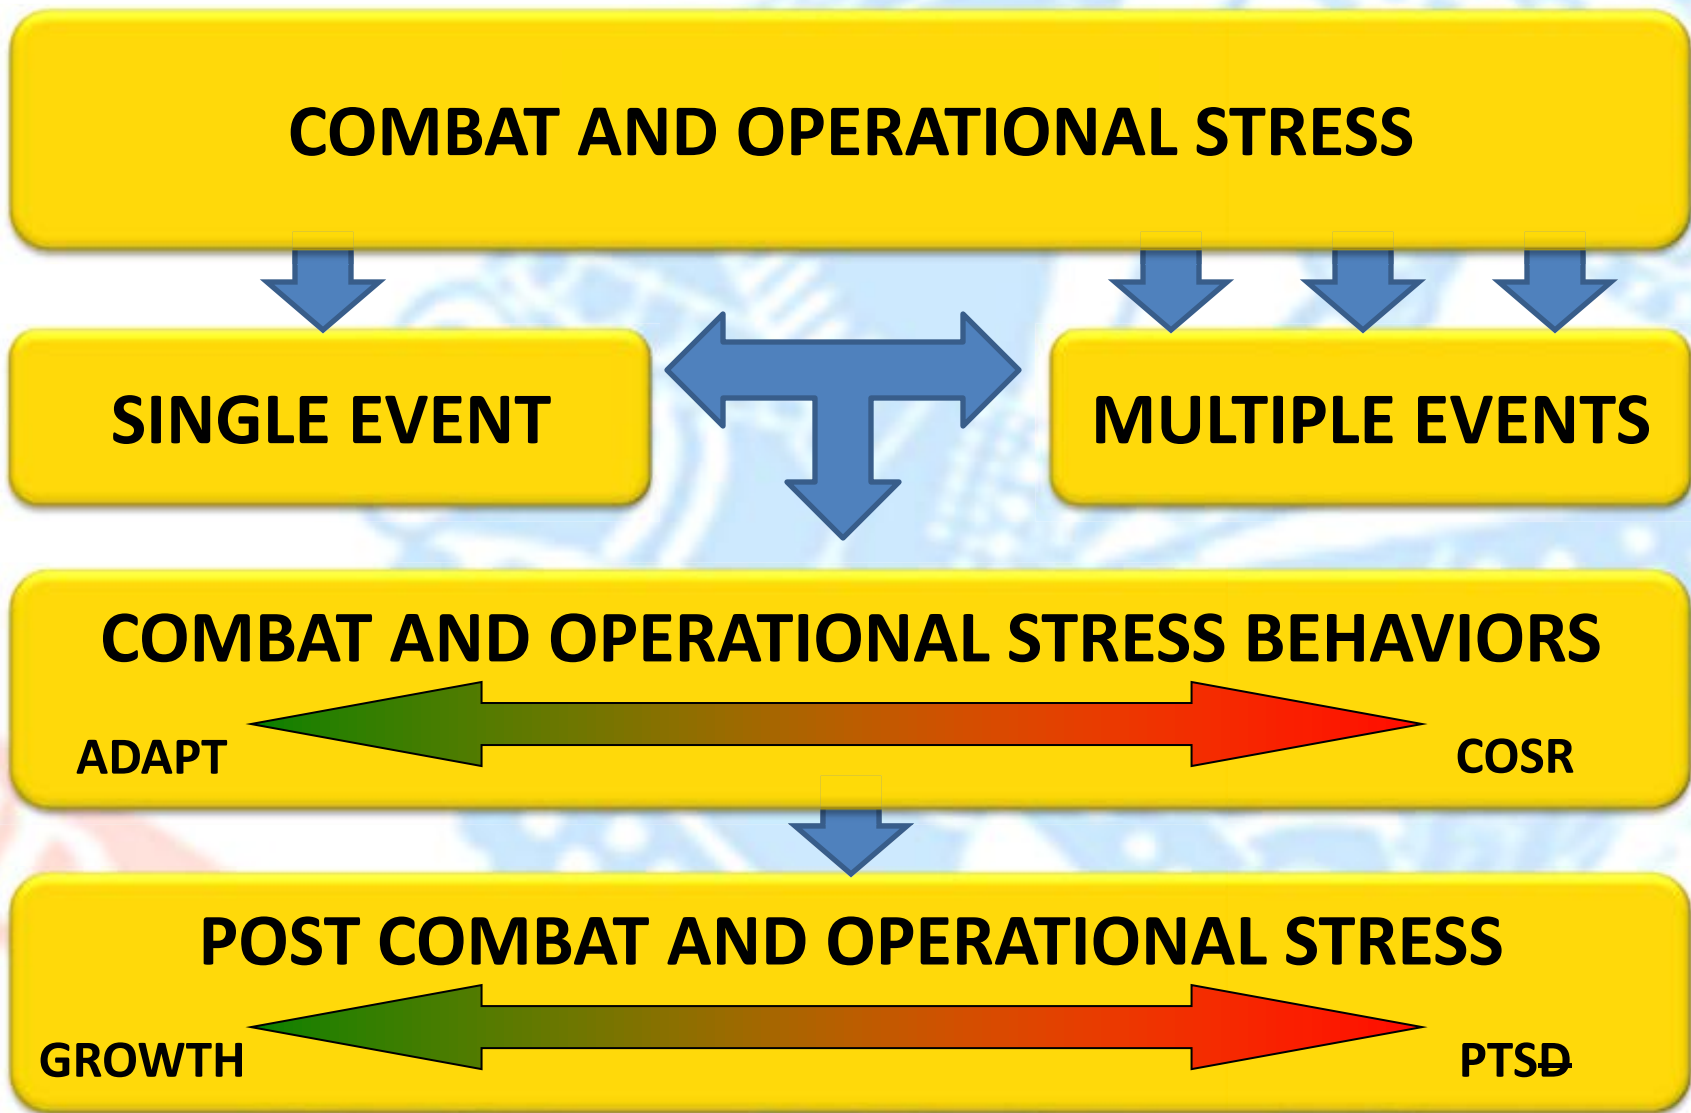 COMBAT AND OPERATIONAL STRESS
SINGLE EVENT
MULTIPLE EVENTS
COMBAT AND OPERATIONAL STRESS BEHAVIORS
ADAPT
COSR
POST COMBAT AND OPERATIONAL STRESS
GROWTH
PTSD